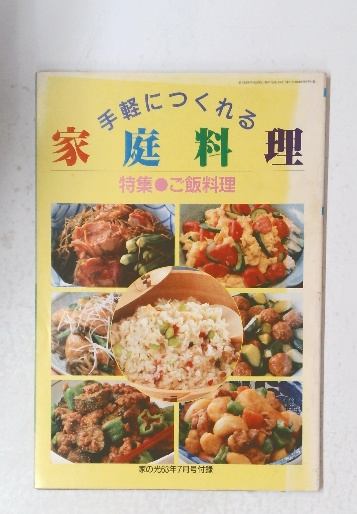 手軽につくれる
家庭料理
特集●ご飯料理
家の光63年7月号付録